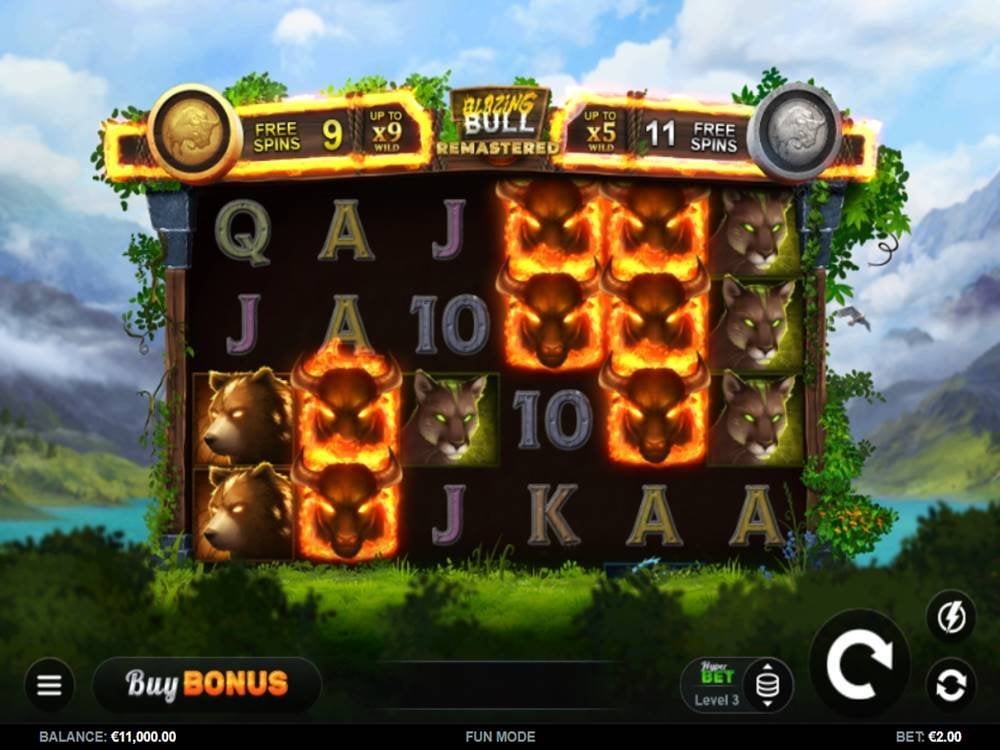 FREE SPINS 9 UP TO x9 WILD
BLAZING BULL REMASTERED
UP TO x5 WILD 11 FREE SPINS
Q A J
J A 10
10
J K A A
Buy BONUS
Hyper BET
Level 3
BALANCE: €11,000.00 FUN MODE BET: €2.00